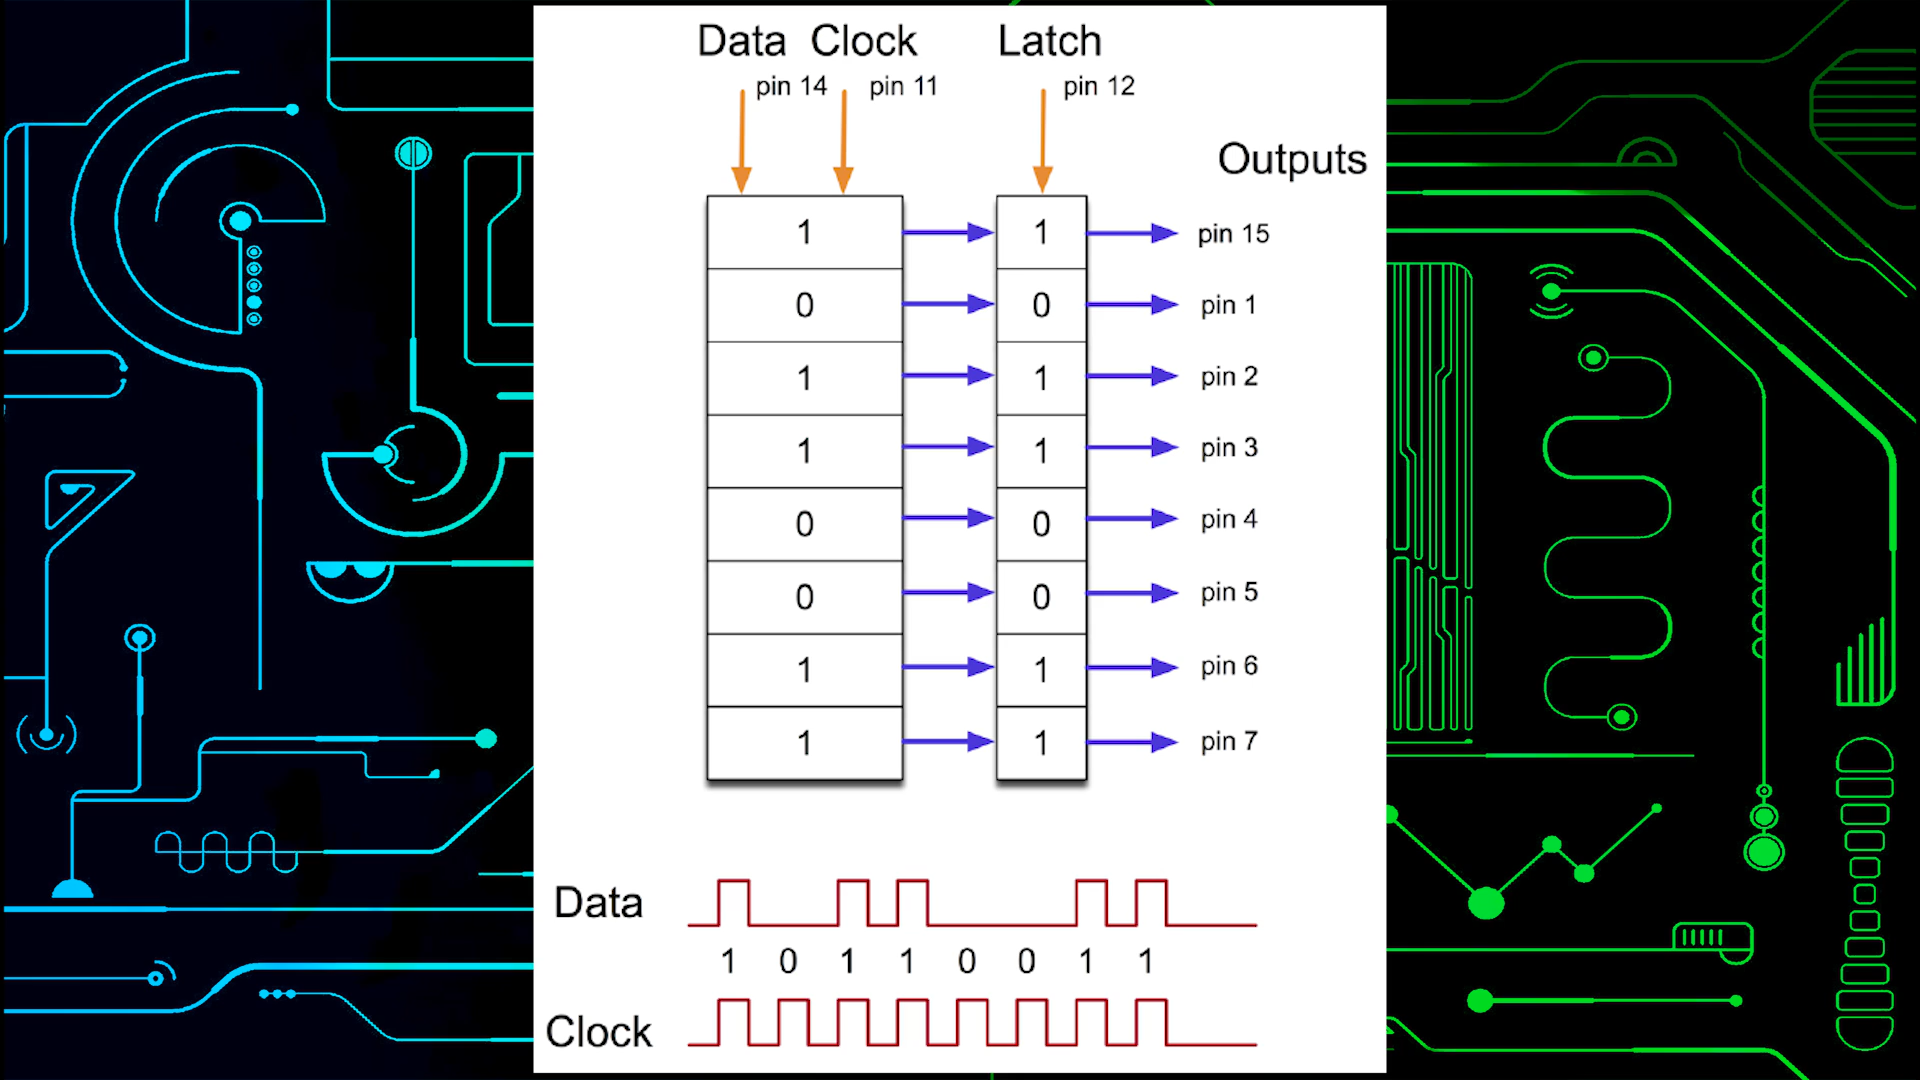 Data Clock Latch
pin 14 pin 11 pin 12
Outputs
1 1 pin 15
0 0 pin 1
1 1 pin 2
1 1 pin 3
0 0 pin 4
0 0 pin 5
1 1 pin 6
1 1 pin 7
Data
1 0 1 1 0 0 1 1
Clock